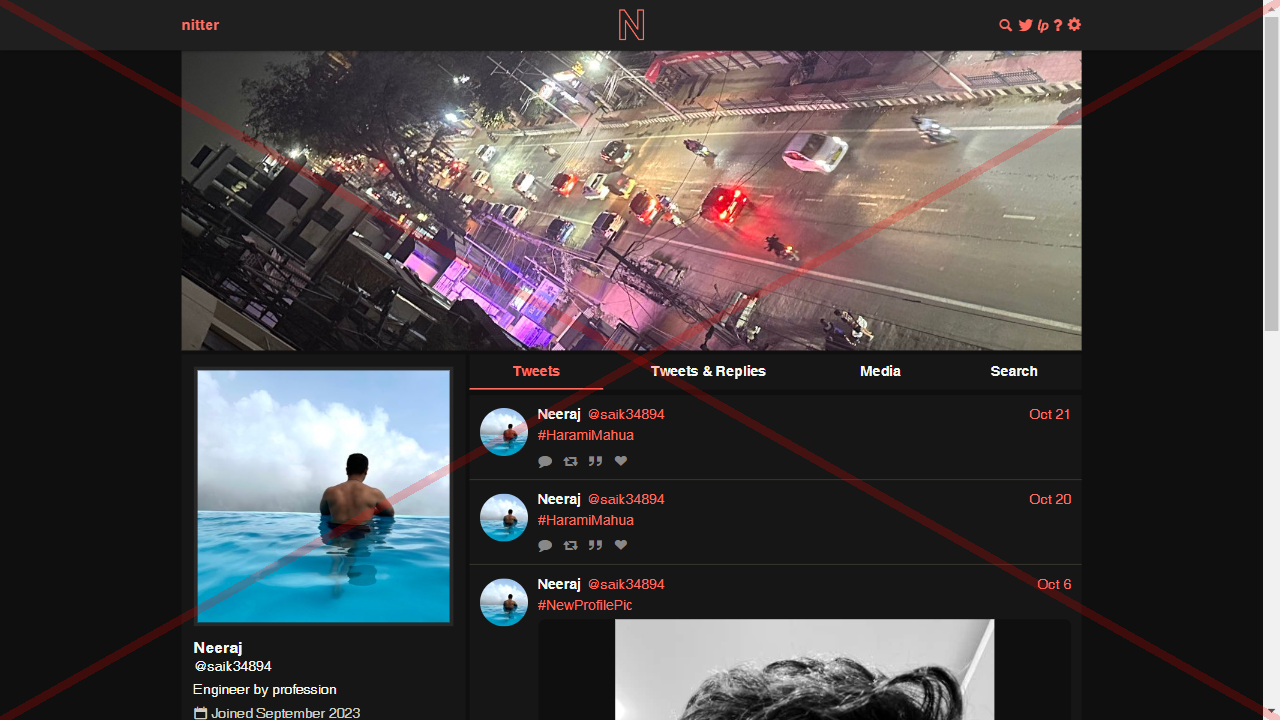 nitter
N
lp ?
Tweets
Tweets & Replies
Media
Search
Neeraj @saik34894 Oct 21
#HaramiMahua
Neeraj @saik34894 Oct 20
#HaramiMahua
Neeraj @saik34894 Oct 6
#NewProfilePic
Neeraj
@saik34894
Engineer by profession
Joined September 2023